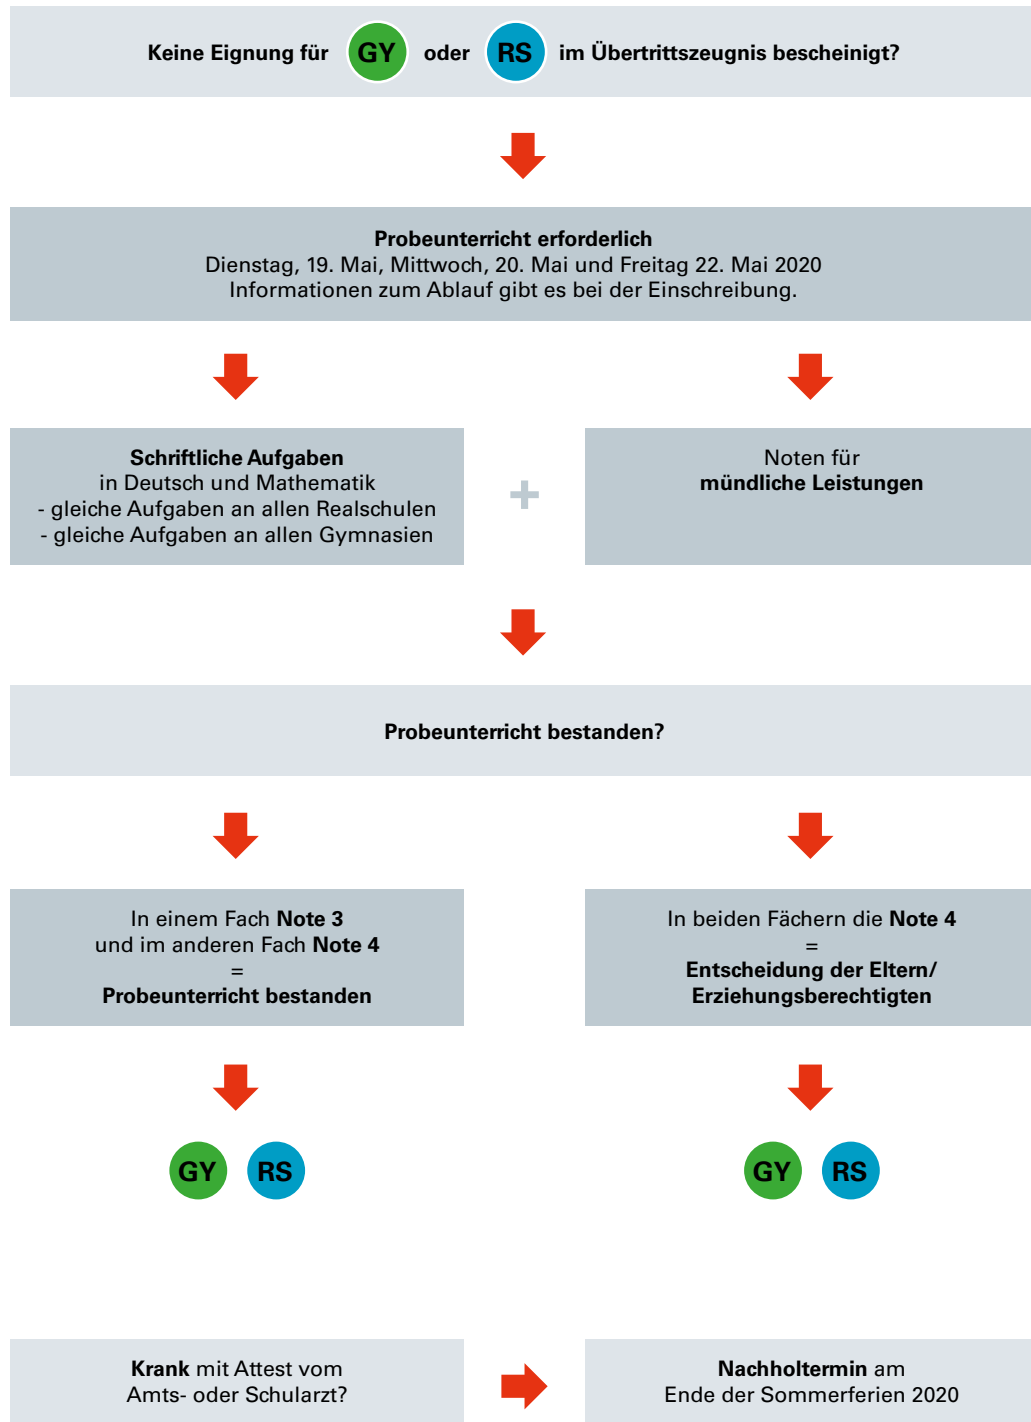 Keine Eignung für GY oder RS im Übertrittszeugnis bescheinigt?
Probeunterricht erforderlich
Dienstag, 19. Mai, Mittwoch, 20. Mai und Freitag 22. Mai 2020
Informationen zum Ablauf gibt es bei der Einschreibung.
Schriftliche Aufgaben
in Deutsch und Mathematik
- gleiche Aufgaben an allen Realschulen
- gleiche Aufgaben an allen Gymnasien
+
Noten für
mündliche Leistungen
Probeunterricht bestanden?
In einem Fach Note 3
und im anderen Fach Note 4
=
Probeunterricht bestanden
In beiden Fächern die Note 4
=
Entscheidung der Eltern/
Erziehungsberechtigten
GY RS
GY RS
Krank mit Attest vom
Amts- oder Schularzt?
Nachholtermin am
Ende der Sommerferien 2020